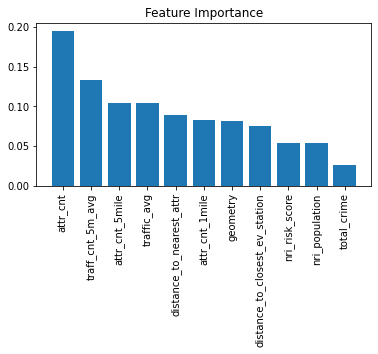 Feature Importance
0.20
0.15
0.10
0.05
0.00
attr_cnt
traff_cnt_5m_avg
attr_cnt_5mile
traffic_avg
distance_to_nearest_attr
attr_cnt_1mile
geometry
distance_to_closest_ev_station
nri_risk_score
nri_population
total_crime